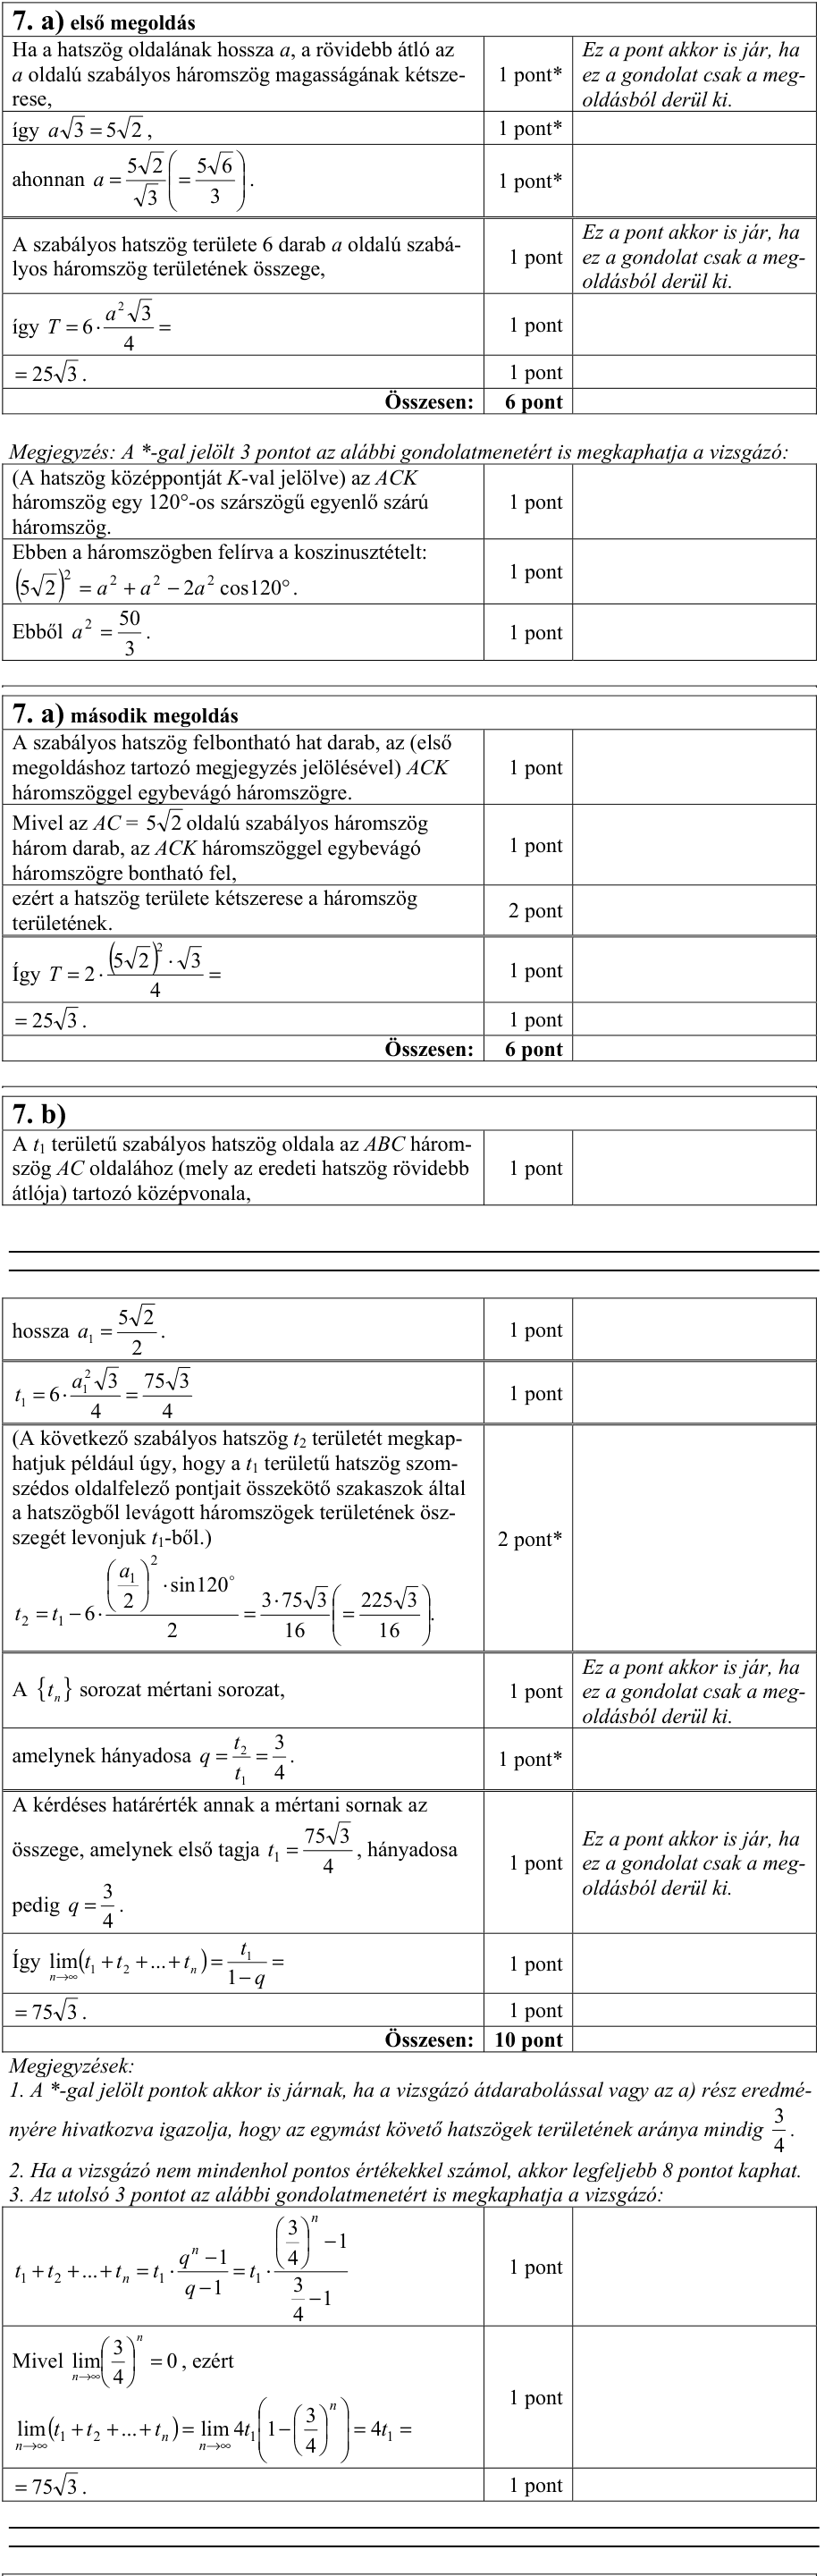 7. a) első megoldás
Ha a hatszög oldalának hossza a, a rövidebb átló az
a oldalú szabályos háromszög magasságának kétsze-
rese,
1 pont*
Ez a pont akkor is jár, ha
ez a gondolat csak a meg-
oldásból derül ki.
így a√3 = 5√2 ,
1 pont*
ahonnan a = 5√2/√3 (= 5√6/3) .
1 pont*
A szabályos hatszög területe 6 darab a oldalú szabá-
lyos háromszög területének összege,
1 pont
Ez a pont akkor is jár, ha
ez a gondolat csak a meg-
oldásból derül ki.
így T = 6 · a²√3/4 =
1 pont
= 25√3 .
1 pont
Összesen: 6 pont
Megjegyzés: A *-gal jelölt 3 pontot az alábbi gondolatmenetért is megkaphatja a vizsgázó:
(A hatszög középpontját K-val jelölve) az ACK
háromszög egy 120°-os szárszögű egyenlő szárú
háromszög.
1 pont
Ebben a háromszögben felírva a koszinusztételt:
(5√2)² = a² + a² − 2a² cos120° .
1 pont
Ebből a² = 50/3 .
1 pont
7. a) második megoldás
A szabályos hatszög felbontható hat darab, az (első
megoldáshoz tartozó megjegyzés jelölésével) ACK
háromszöggel egybevágó háromszögre.
1 pont
Mivel az AC = 5√2 oldalú szabályos háromszög
három darab, az ACK háromszöggel egybevágó
háromszögre bontható fel,
1 pont
ezért a hatszög területe kétszerese a háromszög
területének.
2 pont
Így T = 2 · (5√2)² · √3/4 =
1 pont
= 25√3 .
1 pont
Összesen: 6 pont
7. b)
A t₁ területű szabályos hatszög oldala az ABC három-
szög AC oldalához (mely az eredeti hatszög rövidebb
átlója) tartozó középvonala,
1 pont
hossza a₁ = 5√2/2 .
1 pont
t₁ = 6 · a₁²√3/4 = 75√3/4
1 pont
(A következő szabályos hatszög t₂ területét megkap-
hatjuk például úgy, hogy a t₁ területű hatszög szom-
szédos oldalfelező pontjait összekötő szakaszok által
a hatszögből levágott háromszögek területének ösz-
szegét levonjuk t₁-ből.)
t₂ = t₁ − 6 · (a₁/2)² · sin120°/2 = 3·75√3/16 (= 225√3/16).
2 pont*
A {tₙ} sorozat mértani sorozat,
1 pont
Ez a pont akkor is jár, ha
ez a gondolat csak a meg-
oldásból derül ki.
amelynek hányadosa q = t₂/t₁ = 3/4 .
1 pont*
A kérdéses határérték annak a mértani sornak az
összege, amelynek első tagja t₁ = 75√3/4 , hányadosa
pedig q = 3/4 .
1 pont
Ez a pont akkor is jár, ha
ez a gondolat csak a meg-
oldásból derül ki.
Így lim n→∞ (t₁ + t₂ + ... + tₙ) = t₁/(1−q) =
1 pont
= 75√3 .
1 pont
Összesen: 10 pont
Megjegyzések:
1. A *-gal jelölt pontok akkor is járnak, ha a vizsgázó átdarabolással vagy az a) rész eredmé-
nyére hivatkozva igazolja, hogy az egymást követő hatszögek területének aránya mindig 3/4 .
2. Ha a vizsgázó nem mindenhol pontos értékekkel számol, akkor legfeljebb 8 pontot kaphat.
3. Az utolsó 3 pontot az alábbi gondolatmenetért is megkaphatja a vizsgázó:
t₁ + t₂ + ... + tₙ = t₁ · (qⁿ − 1)/(q − 1) = t₁ · ((3/4)ⁿ − 1)/(3/4 − 1)
1 pont
Mivel lim n→∞ (3/4)ⁿ = 0 , ezért
lim n→∞ (t₁ + t₂ + ... + tₙ) = lim n→∞ 4t₁(1 − (3/4)ⁿ) = 4t₁ =
1 pont
= 75√3 .
1 pont